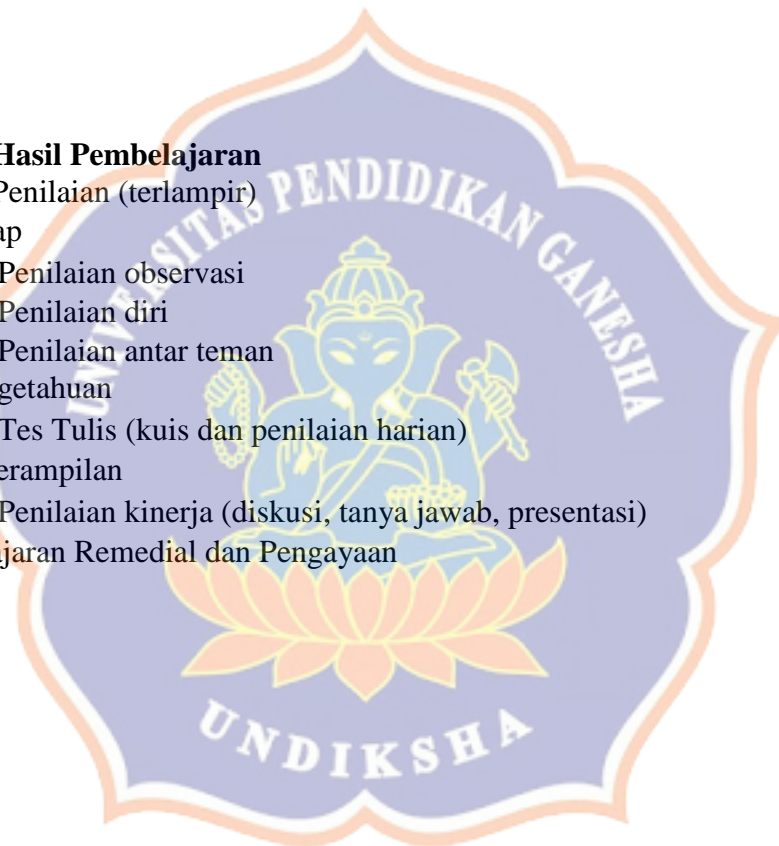 Hasil Pembelajaran
Penilaian (terlampir)
ap
Penilaian observasi
Penilaian diri
Penilaian antar teman
getahuan
Tes Tulis (kuis dan penilaian harian)
erampilan
Penilaian kinerja (diskusi, tanya jawab, presentasi)
jaran Remedial dan Pengayaan
UNIVERSITAS PENDIDIKAN GANESHA
UNDIKSHA